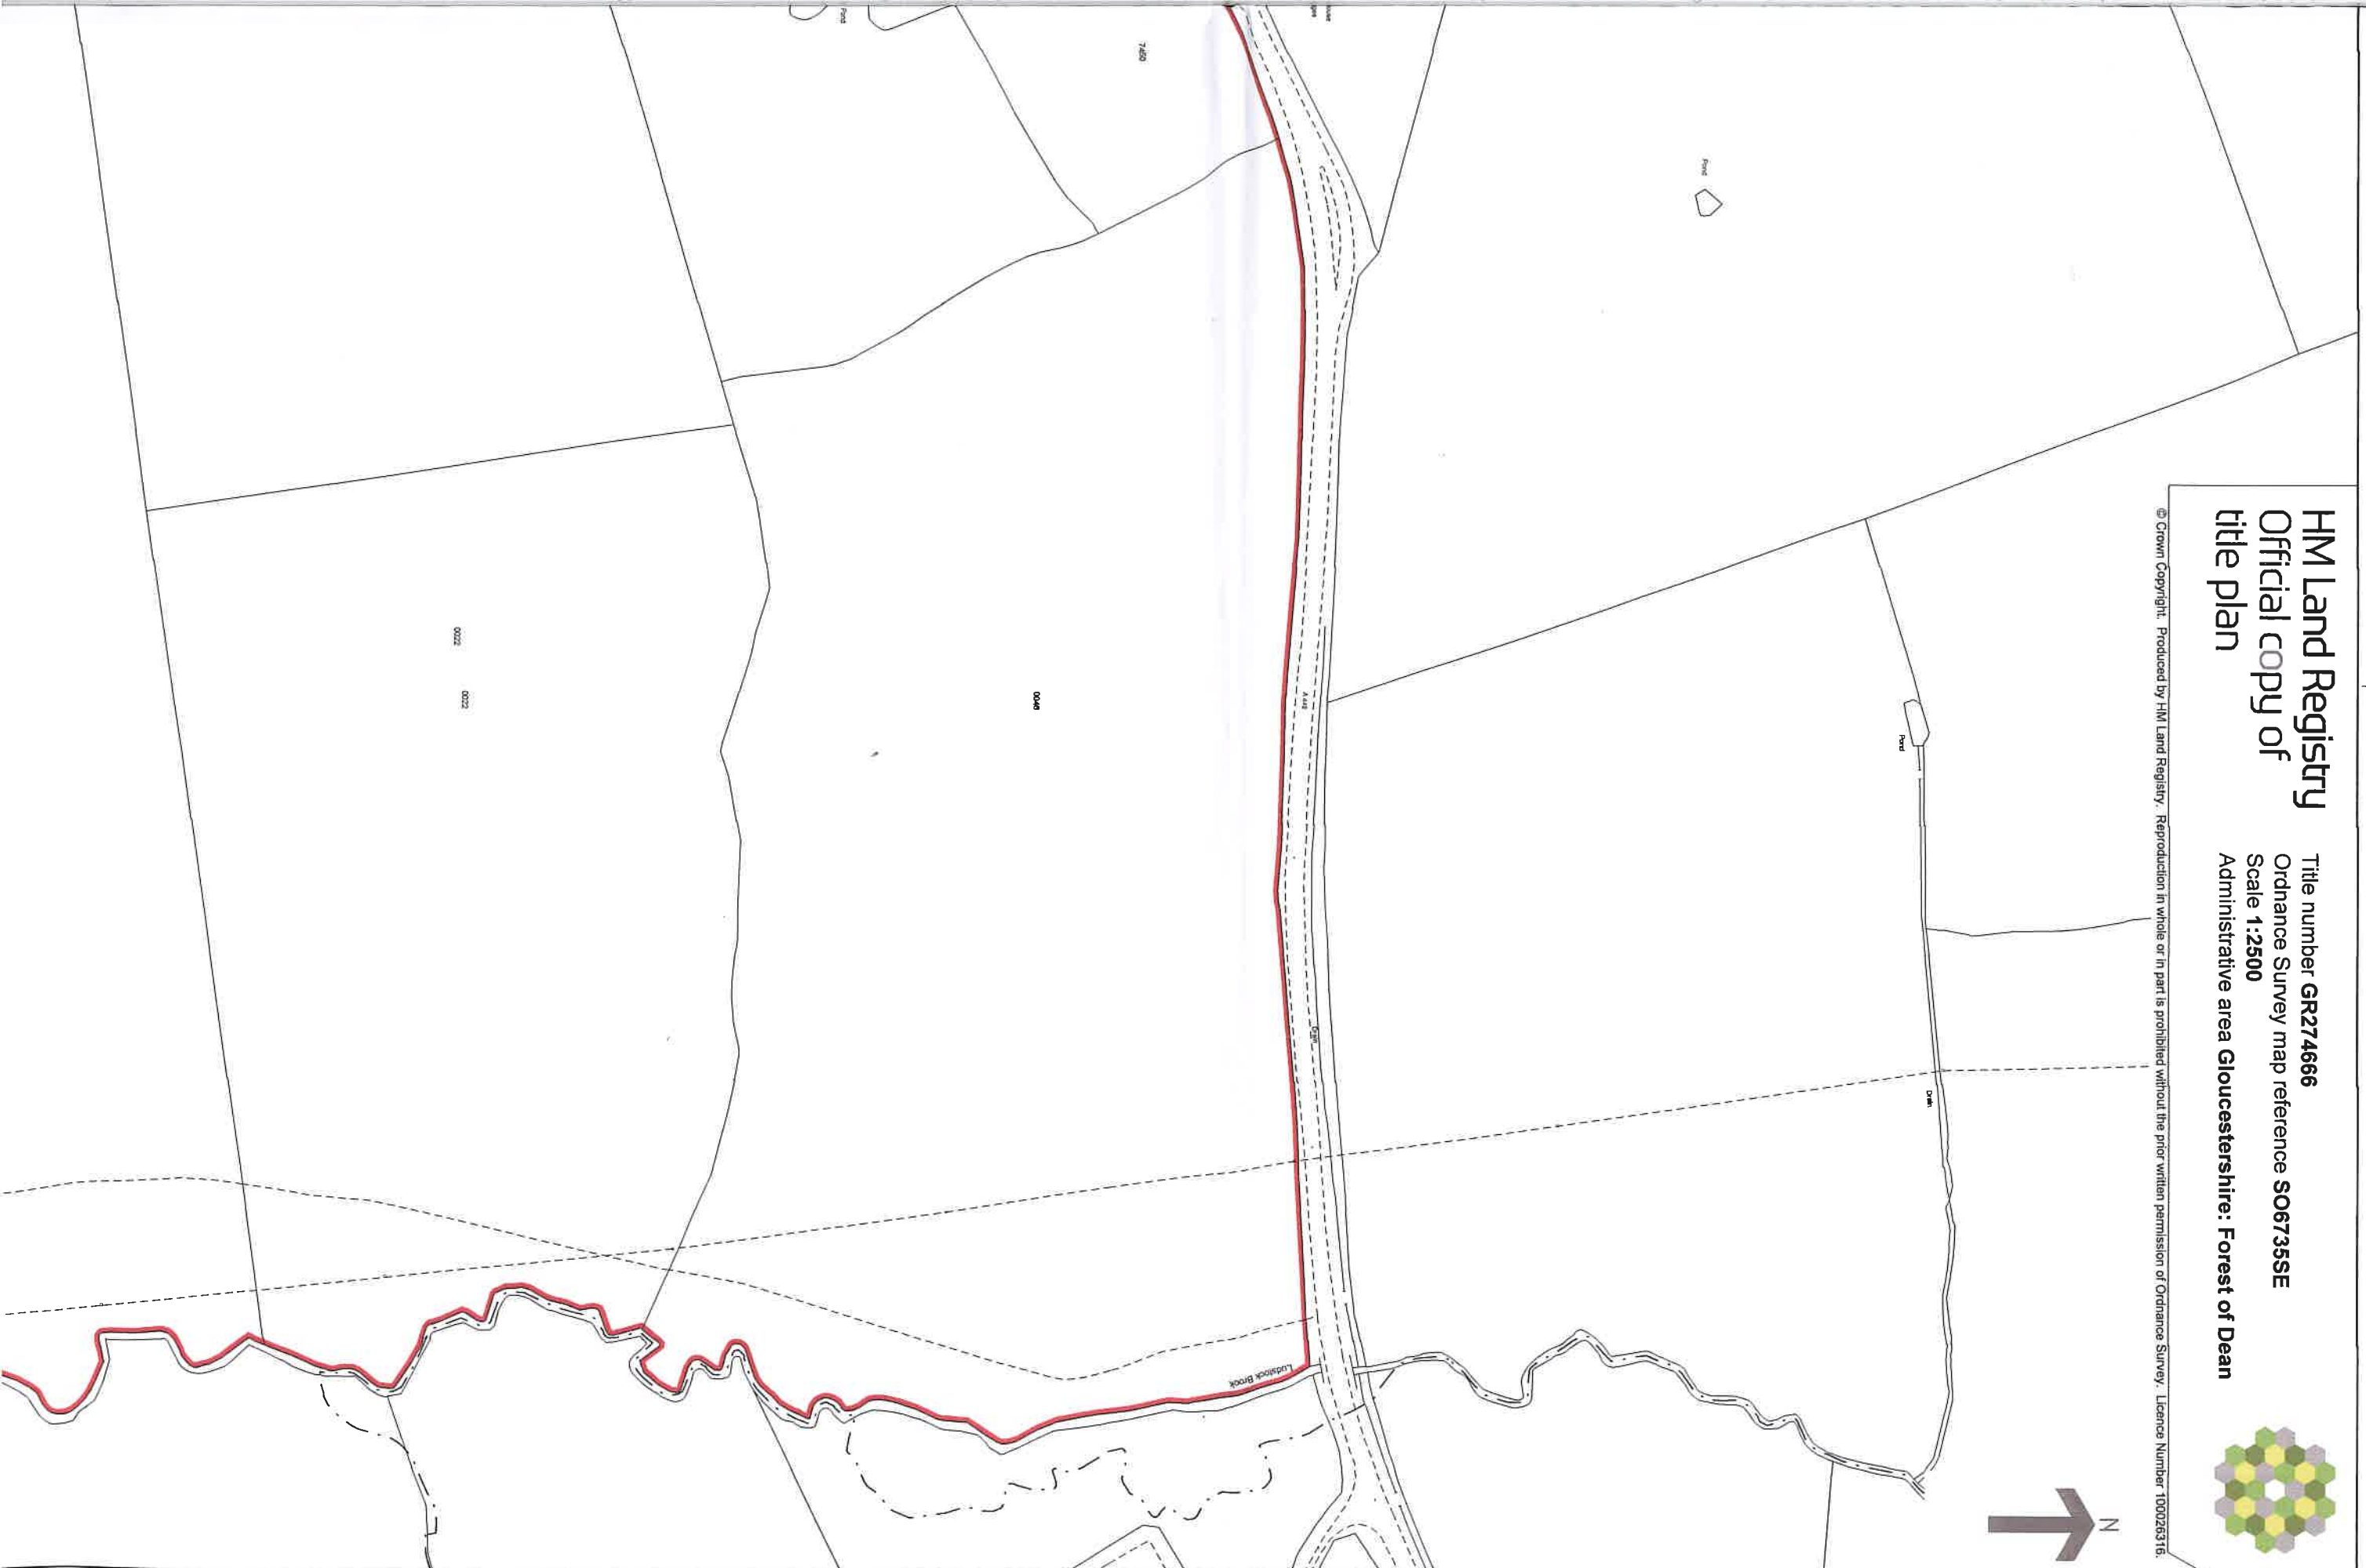 HM Land Registry
Official copy of
title plan
Title number GR274666
Ordnance Survey map reference SO6735SE
Scale 1:2500
Administrative area Gloucestershire: Forest of Dean
© Crown Copyright. Produced by HM Land Registry. Reproduction in whole or in part is prohibited without the prior written permission of Ordnance Survey. Licence Number 100026316.
N
Pond
Pond
Drain
A 449
Drain
7450
Pond
0046
0022
0022
Ludstock Brook